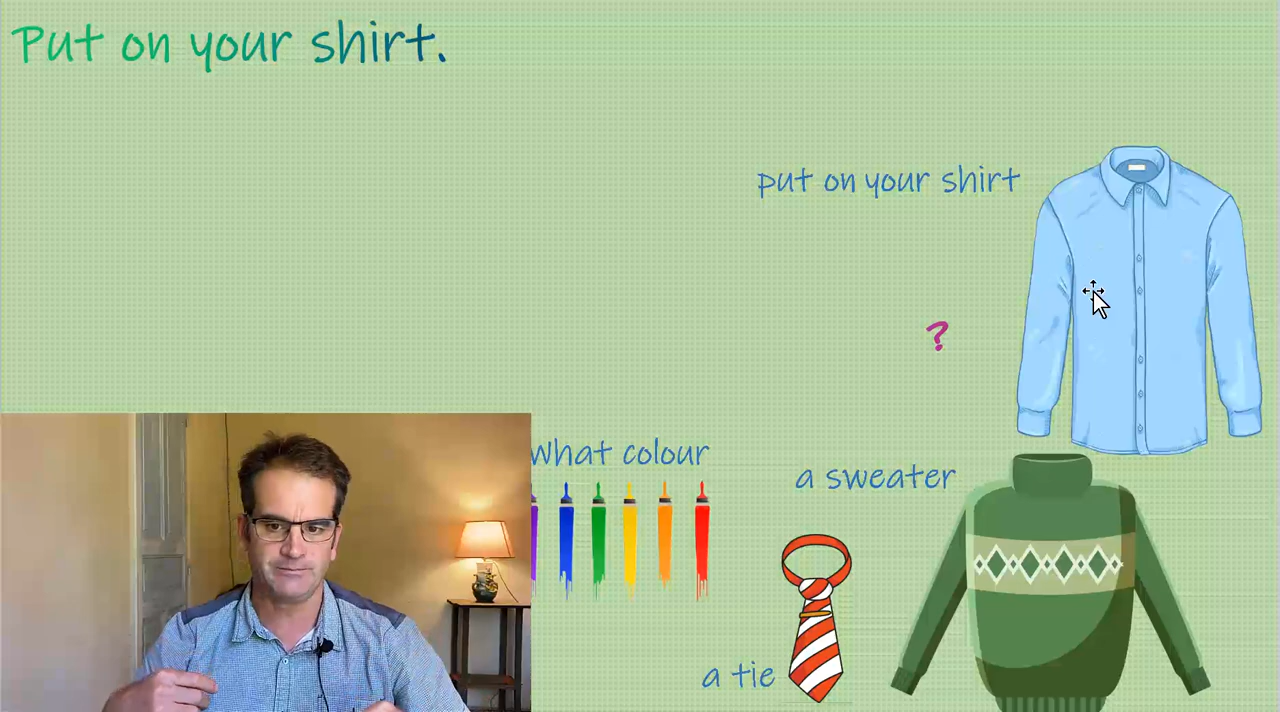 Put on your shirt.
put on your shirt
?
What colour
a sweater
a tie